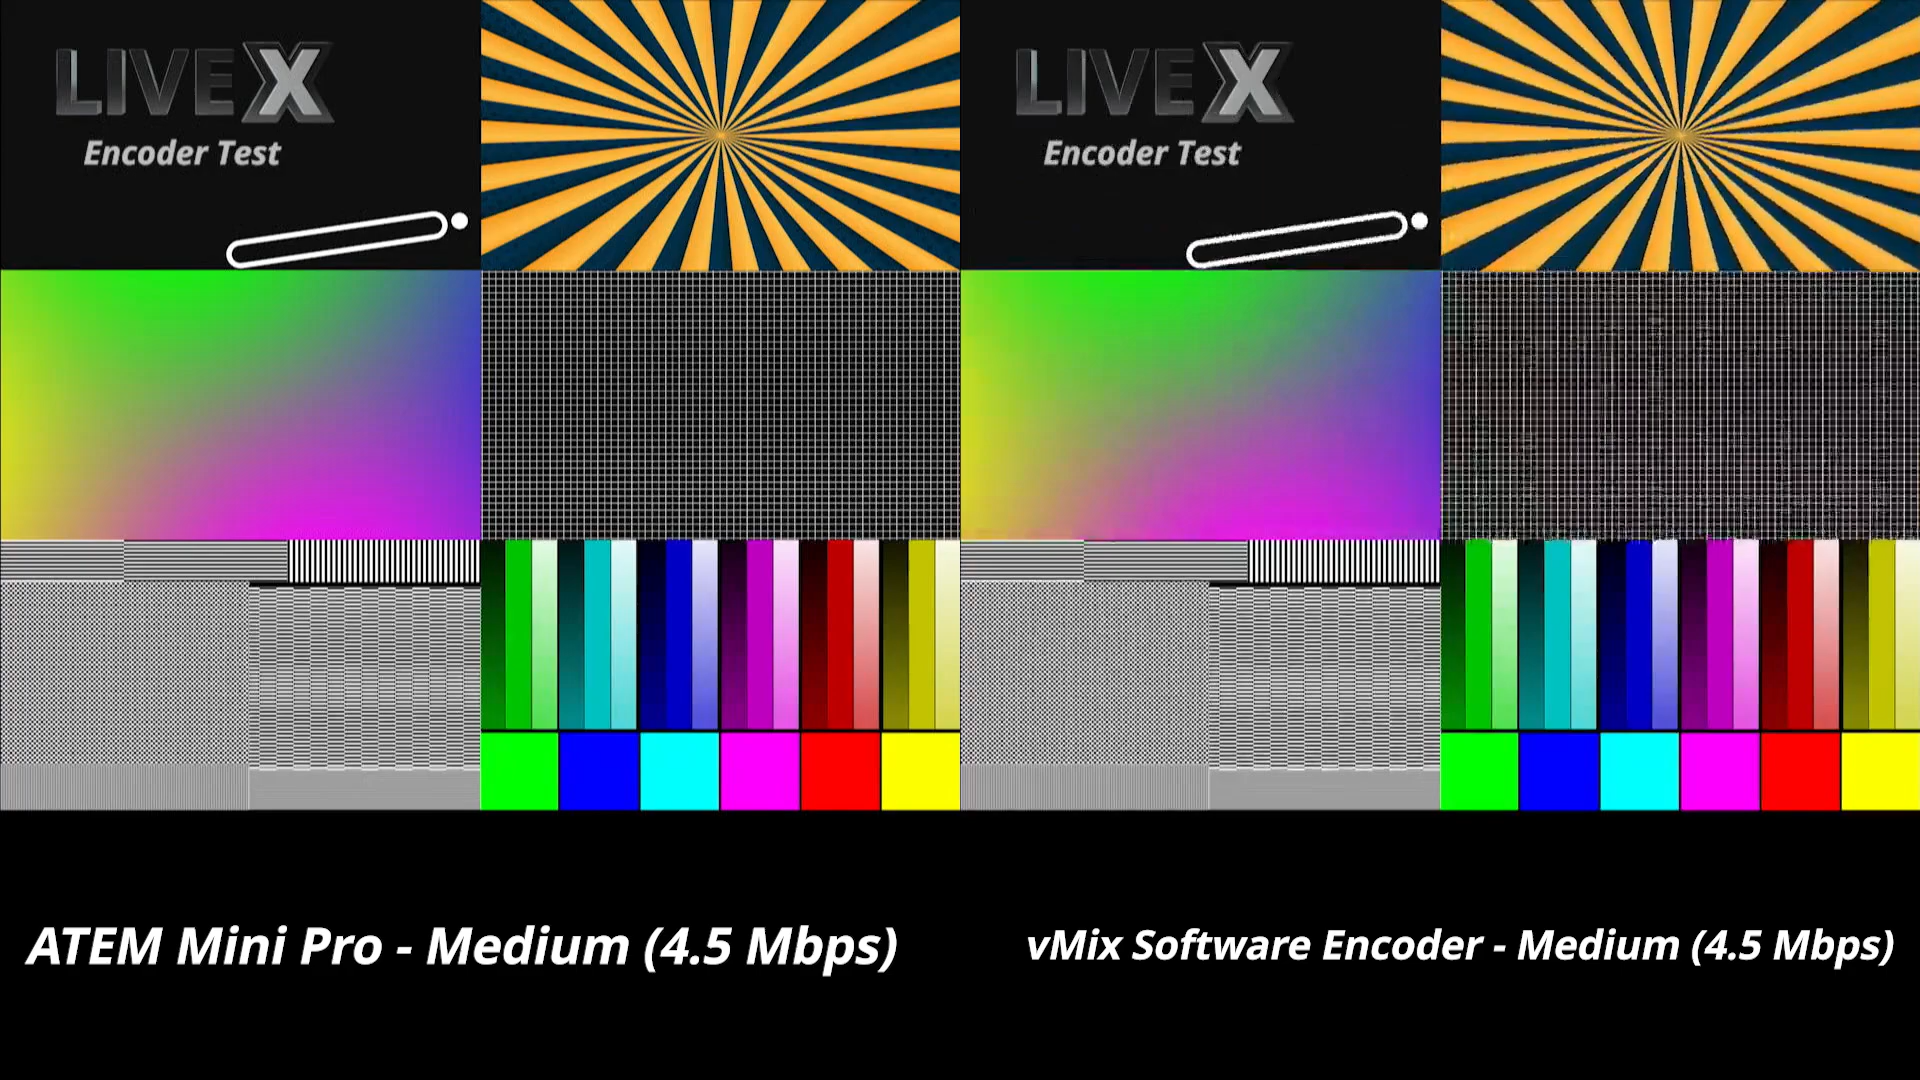 LIVEX
Encoder Test
LIVEX
Encoder Test
ATEM Mini Pro - Medium (4.5 Mbps)
vMix Software Encoder - Medium (4.5 Mbps)